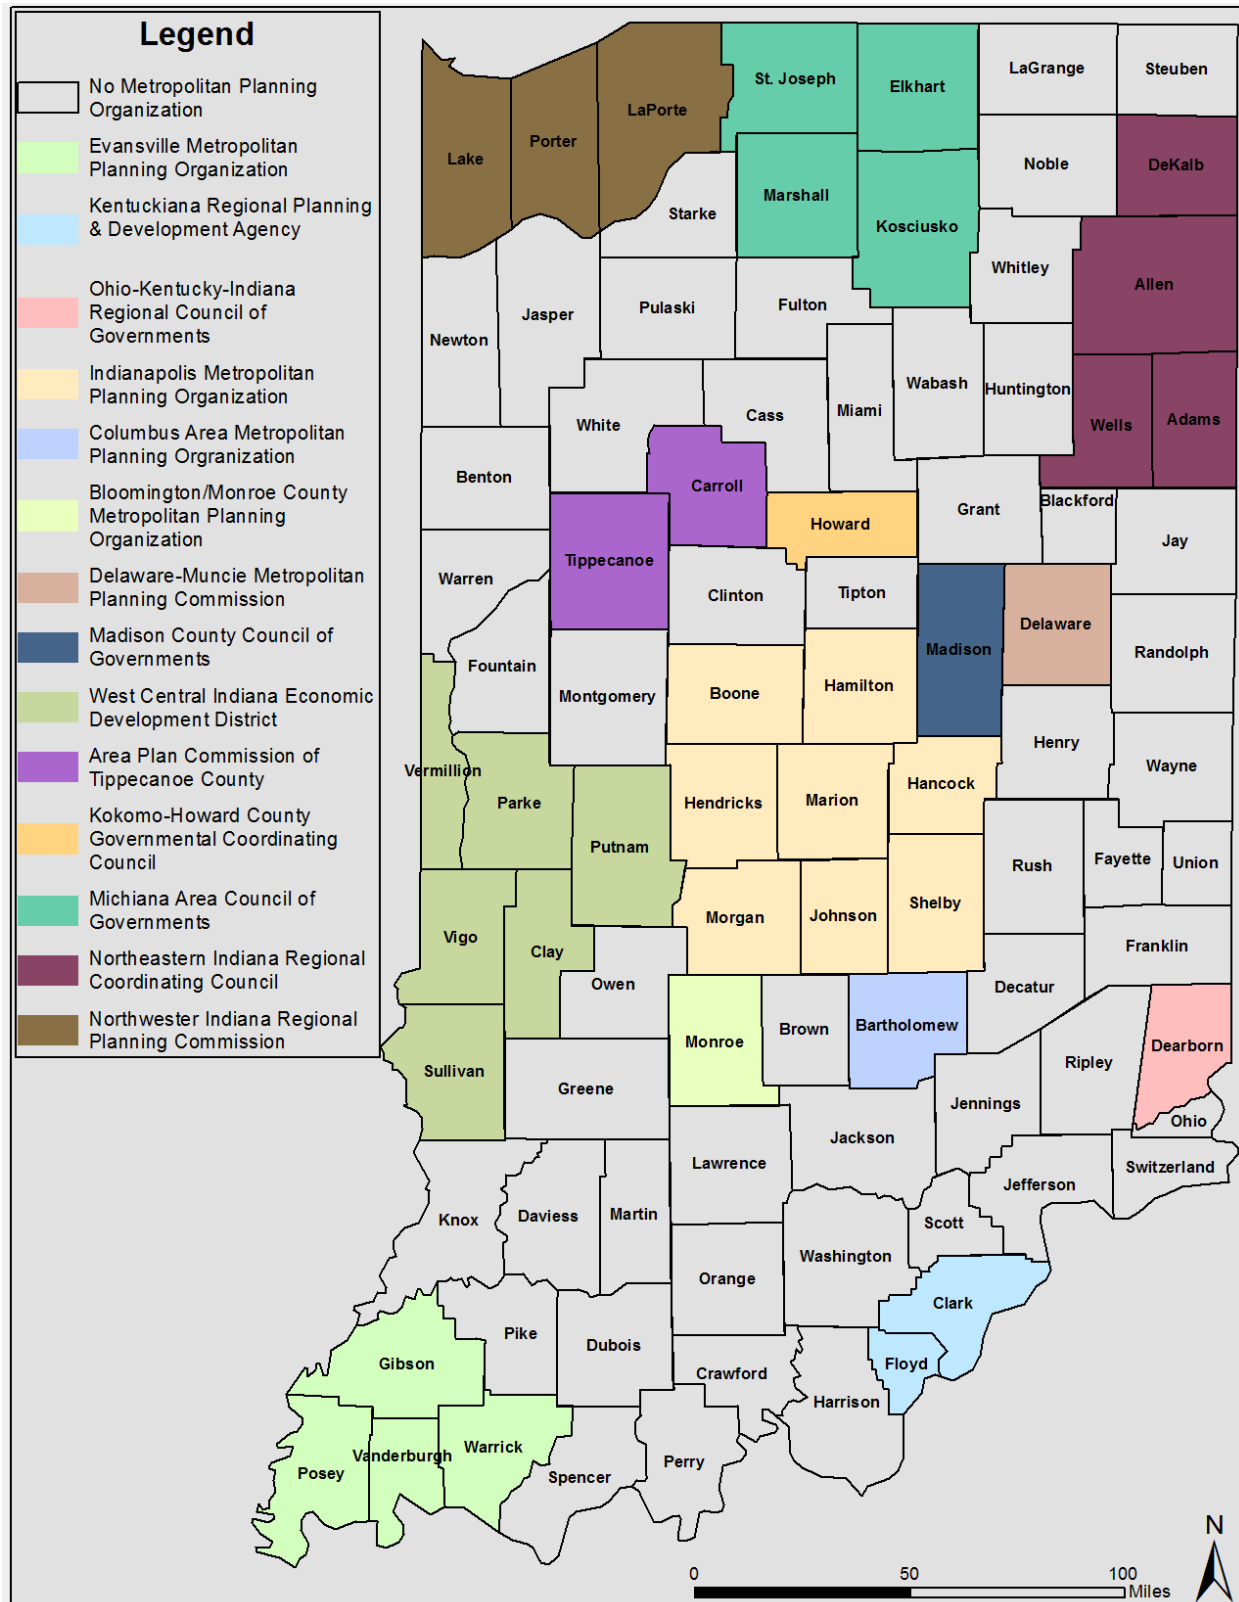 Legend
No Metropolitan Planning
Organization
Evansville Metropolitan
Planning Organization
Kentuckiana Regional Planning
& Development Agency
Ohio-Kentucky-Indiana
Regional Council of
Governments
Indianapolis Metropolitan
Planning Organization
Columbus Area Metropolitan
Planning Orgranization
Bloomington/Monroe County
Metropolitan Planning
Organization
Delaware-Muncie Metropolitan
Planning Commission
Madison County Council of
Governments
West Central Indiana Economic
Development District
Area Plan Commission of
Tippecanoe County
Kokomo-Howard County
Governmental Coordinating
Council
Michiana Area Council of
Governments
Northeastern Indiana Regional
Coordinating Council
Northwester Indiana Regional
Planning Commission
LaGrange
Steuben
St. Joseph
Elkhart
LaPorte
Porter
Lake
Noble
DeKalb
Marshall
Starke
Kosciusko
Whitley
Allen
Fulton
Pulaski
Jasper
Newton
Wabash
Huntington
Miami
Cass
White
Wells
Adams
Benton
Carroll
Blackford
Grant
Howard
Jay
Tippecanoe
Warren
Clinton
Tipton
Delaware
Madison
Randolph
Fountain
Montgomery
Boone
Hamilton
Henry
Wayne
Vermillion
Parke
Hendricks
Marion
Hancock
Putnam
Rush
Fayette
Union
Shelby
Morgan
Johnson
Vigo
Clay
Franklin
Owen
Decatur
Brown
Bartholomew
Monroe
Dearborn
Ripley
Sullivan
Greene
Jennings
Ohio
Jackson
Lawrence
Switzerland
Jefferson
Knox
Daviess
Martin
Scott
Washington
Orange
Clark
Pike
Dubois
Gibson
Floyd
Crawford
Harrison
Warrick
Vanderburgh
Posey
Spencer
Perry
N
0
50
100
Miles